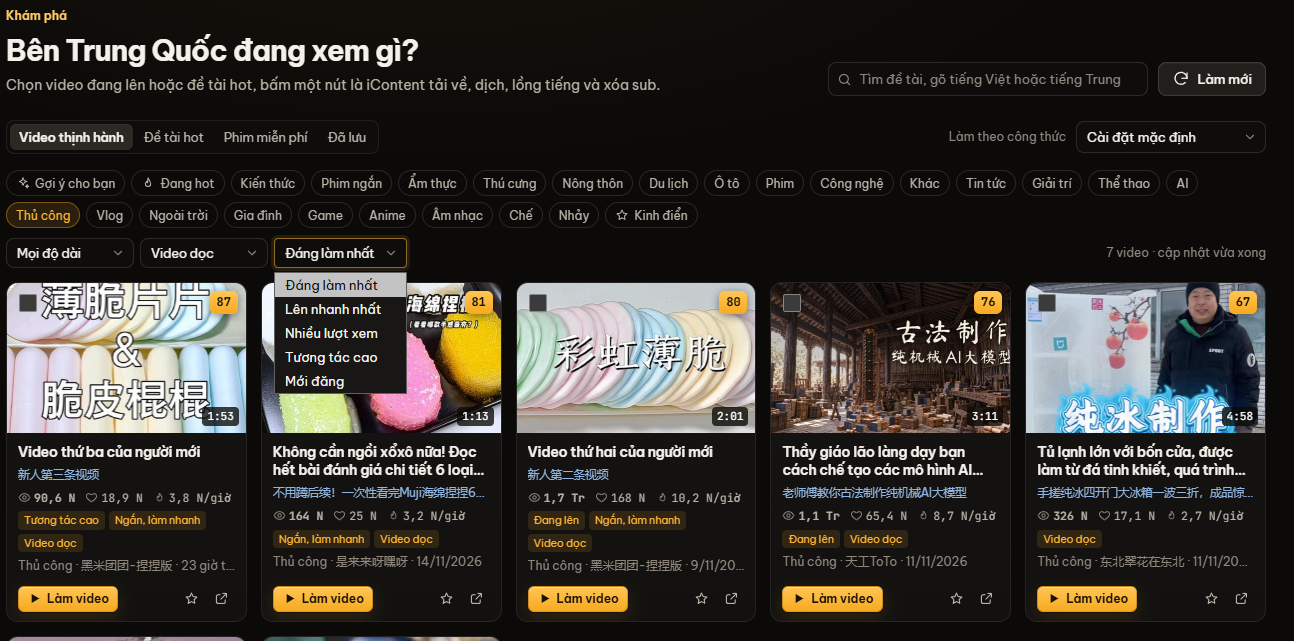 Khám phá
Bên Trung Quốc đang xem gì?
Chọn video đang lên hoặc đề tài hot, bấm một nút là iContent tải về, dịch, lồng tiếng và xóa sub.
Tìm đề tài, gõ tiếng Việt hoặc tiếng Trung
Làm mới
Video thịnh hành Đề tài hot Phim miễn phí Đã lưu
Làm theo công thức Cài đặt mặc định
Gợi ý cho bạn Đang hot Kiến thức Phim ngắn Ẩm thực Thú cưng Nông thôn Du lịch Ô tô Phim Công nghệ Khác Tin tức Giải trí Thể thao AI
Thủ công Vlog Ngoài trời Gia đình Game Anime Âm nhạc Chế Nhảy Kinh điển
Mọi độ dài Video dọc Đáng làm nhất
7 video · cập nhật vừa xong
Đáng làm nhất
Lên nhanh nhất
Nhiều lượt xem
Tương tác cao
Mới đăng
薄脆片片
&
脆皮棍棍
87
1:53
Video thứ ba của người mới
新人第三条视频
90,6 N 18,9 N 3,8 N/giờ
Tương tác cao Ngắn, làm nhanh
Video dọc
Thủ công · 黑米团团-捏捏版 · 23 giờ t...
Làm video
海绵捏捏
81
1:13
Không cần ngồi xổm nữa! Đọc
hết bài đánh giá chi tiết 6 loại...
不用蹲后续！一次性看完Muji海绵捏捏6...
164 N 25 N 3,2 N/giờ
Ngắn, làm nhanh Video dọc
Thủ công · 是来来呀嘿呀 · 14/11/2026
Làm video
彩虹薄脆
80
2:01
Video thứ hai của người mới
新人第二条视频
1,7 Tr 168 N 10,2 N/giờ
Đang lên Ngắn, làm nhanh
Video dọc
Thủ công · 黑米团团-捏捏版 · 9/11/20...
Làm video
古法制作
纯机械AI大模型
76
3:11
Thầy giáo lão làng dạy bạn
cách chế tạo các mô hình AI...
老师傅教你古法制作纯机械AI大模型
1,1 Tr 65,4 N 8,7 N/giờ
Đang lên Video dọc
Thủ công · 天工ToTo · 11/11/2026
Làm video
SPORT
纯冰制作
67
4:58
Tủ lạnh lớn với bốn cửa, được
làm từ đá tinh khiết, quá trình...
手搓纯冰四开门大冰箱一波三折，成品惊...
326 N 17,1 N 2,7 N/giờ
Video dọc
Thủ công · 东北翠花在东北 · 11/11/20...
Làm video